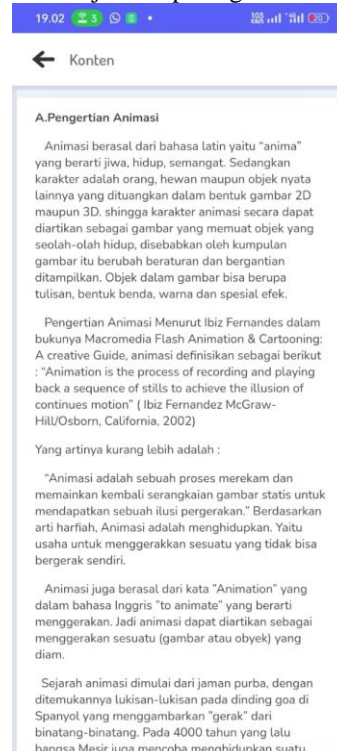 19.02
Konten
A.Pengertian Animasi
Animasi berasal dari bahasa latin yaitu "anima"
yang berarti jiwa, hidup, semangat. Sedangkan
karakter adalah orang, hewan maupun objek nyata
lainnya yang dituangkan dalam bentuk gambar 2D
maupun 3D. shingga karakter animasi secara dapat
diartikan sebagai gambar yang memuat objek yang
seolah-olah hidup, disebabkan oleh kumpulan
gambar itu berubah beraturan dan bergantian
ditampilkan. Objek dalam gambar bisa berupa
tulisan, bentuk benda, warna dan spesial efek.
Pengertian Animasi Menurut Ibiz Fernandes dalam
bukunya Macromedia Flash Animation & Cartooning:
A creative Guide, animasi definisikan sebagai berikut
: "Animation is the process of recording and playing
back a sequence of stills to achieve the illusion of
continues motion" ( Ibiz Fernandez McGraw-
Hill/Osborn, California, 2002)
Yang artinya kurang lebih adalah :
"Animasi adalah sebuah proses merekam dan
memainkan kembali serangkaian gambar statis untuk
mendapatkan sebuah ilusi pergerakan." Berdasarkan
arti harfiah, Animasi adalah menghidupkan. Yaitu
usaha untuk menggerakkan sesuatu yang tidak bisa
bergerak sendiri.
Animasi juga berasal dari kata "Animation" yang
dalam bahasa Inggris "to animate" yang berarti
menggerakan. Jadi animasi dapat diartikan sebagai
menggerakan sesuatu (gambar atau obyek) yang
diam.
Sejarah animasi dimulai dari jaman purba, dengan
ditemukannya lukisan-lukisan pada dinding goa di
Spanyol yang menggambarkan "gerak" dari
binatang-binatang. Pada 4000 tahun yang lalu
bangsa Mesir juga mencoba menghidupkan suatu